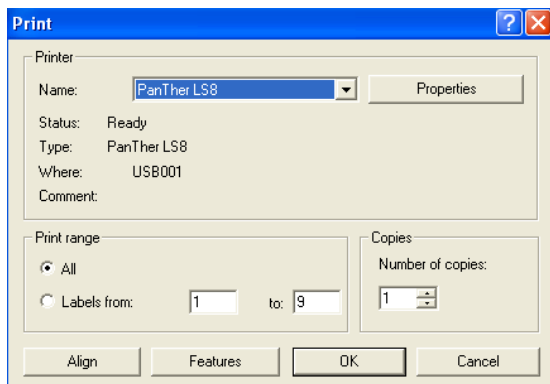 Print
Printer
Name: PanTher LS8 Properties
Status: Ready
Type: PanTher LS8
Where: USB001
Comment:
Print range Copies
All Number of copies:
Labels from: 1 to: 9 1
Align Features OK Cancel